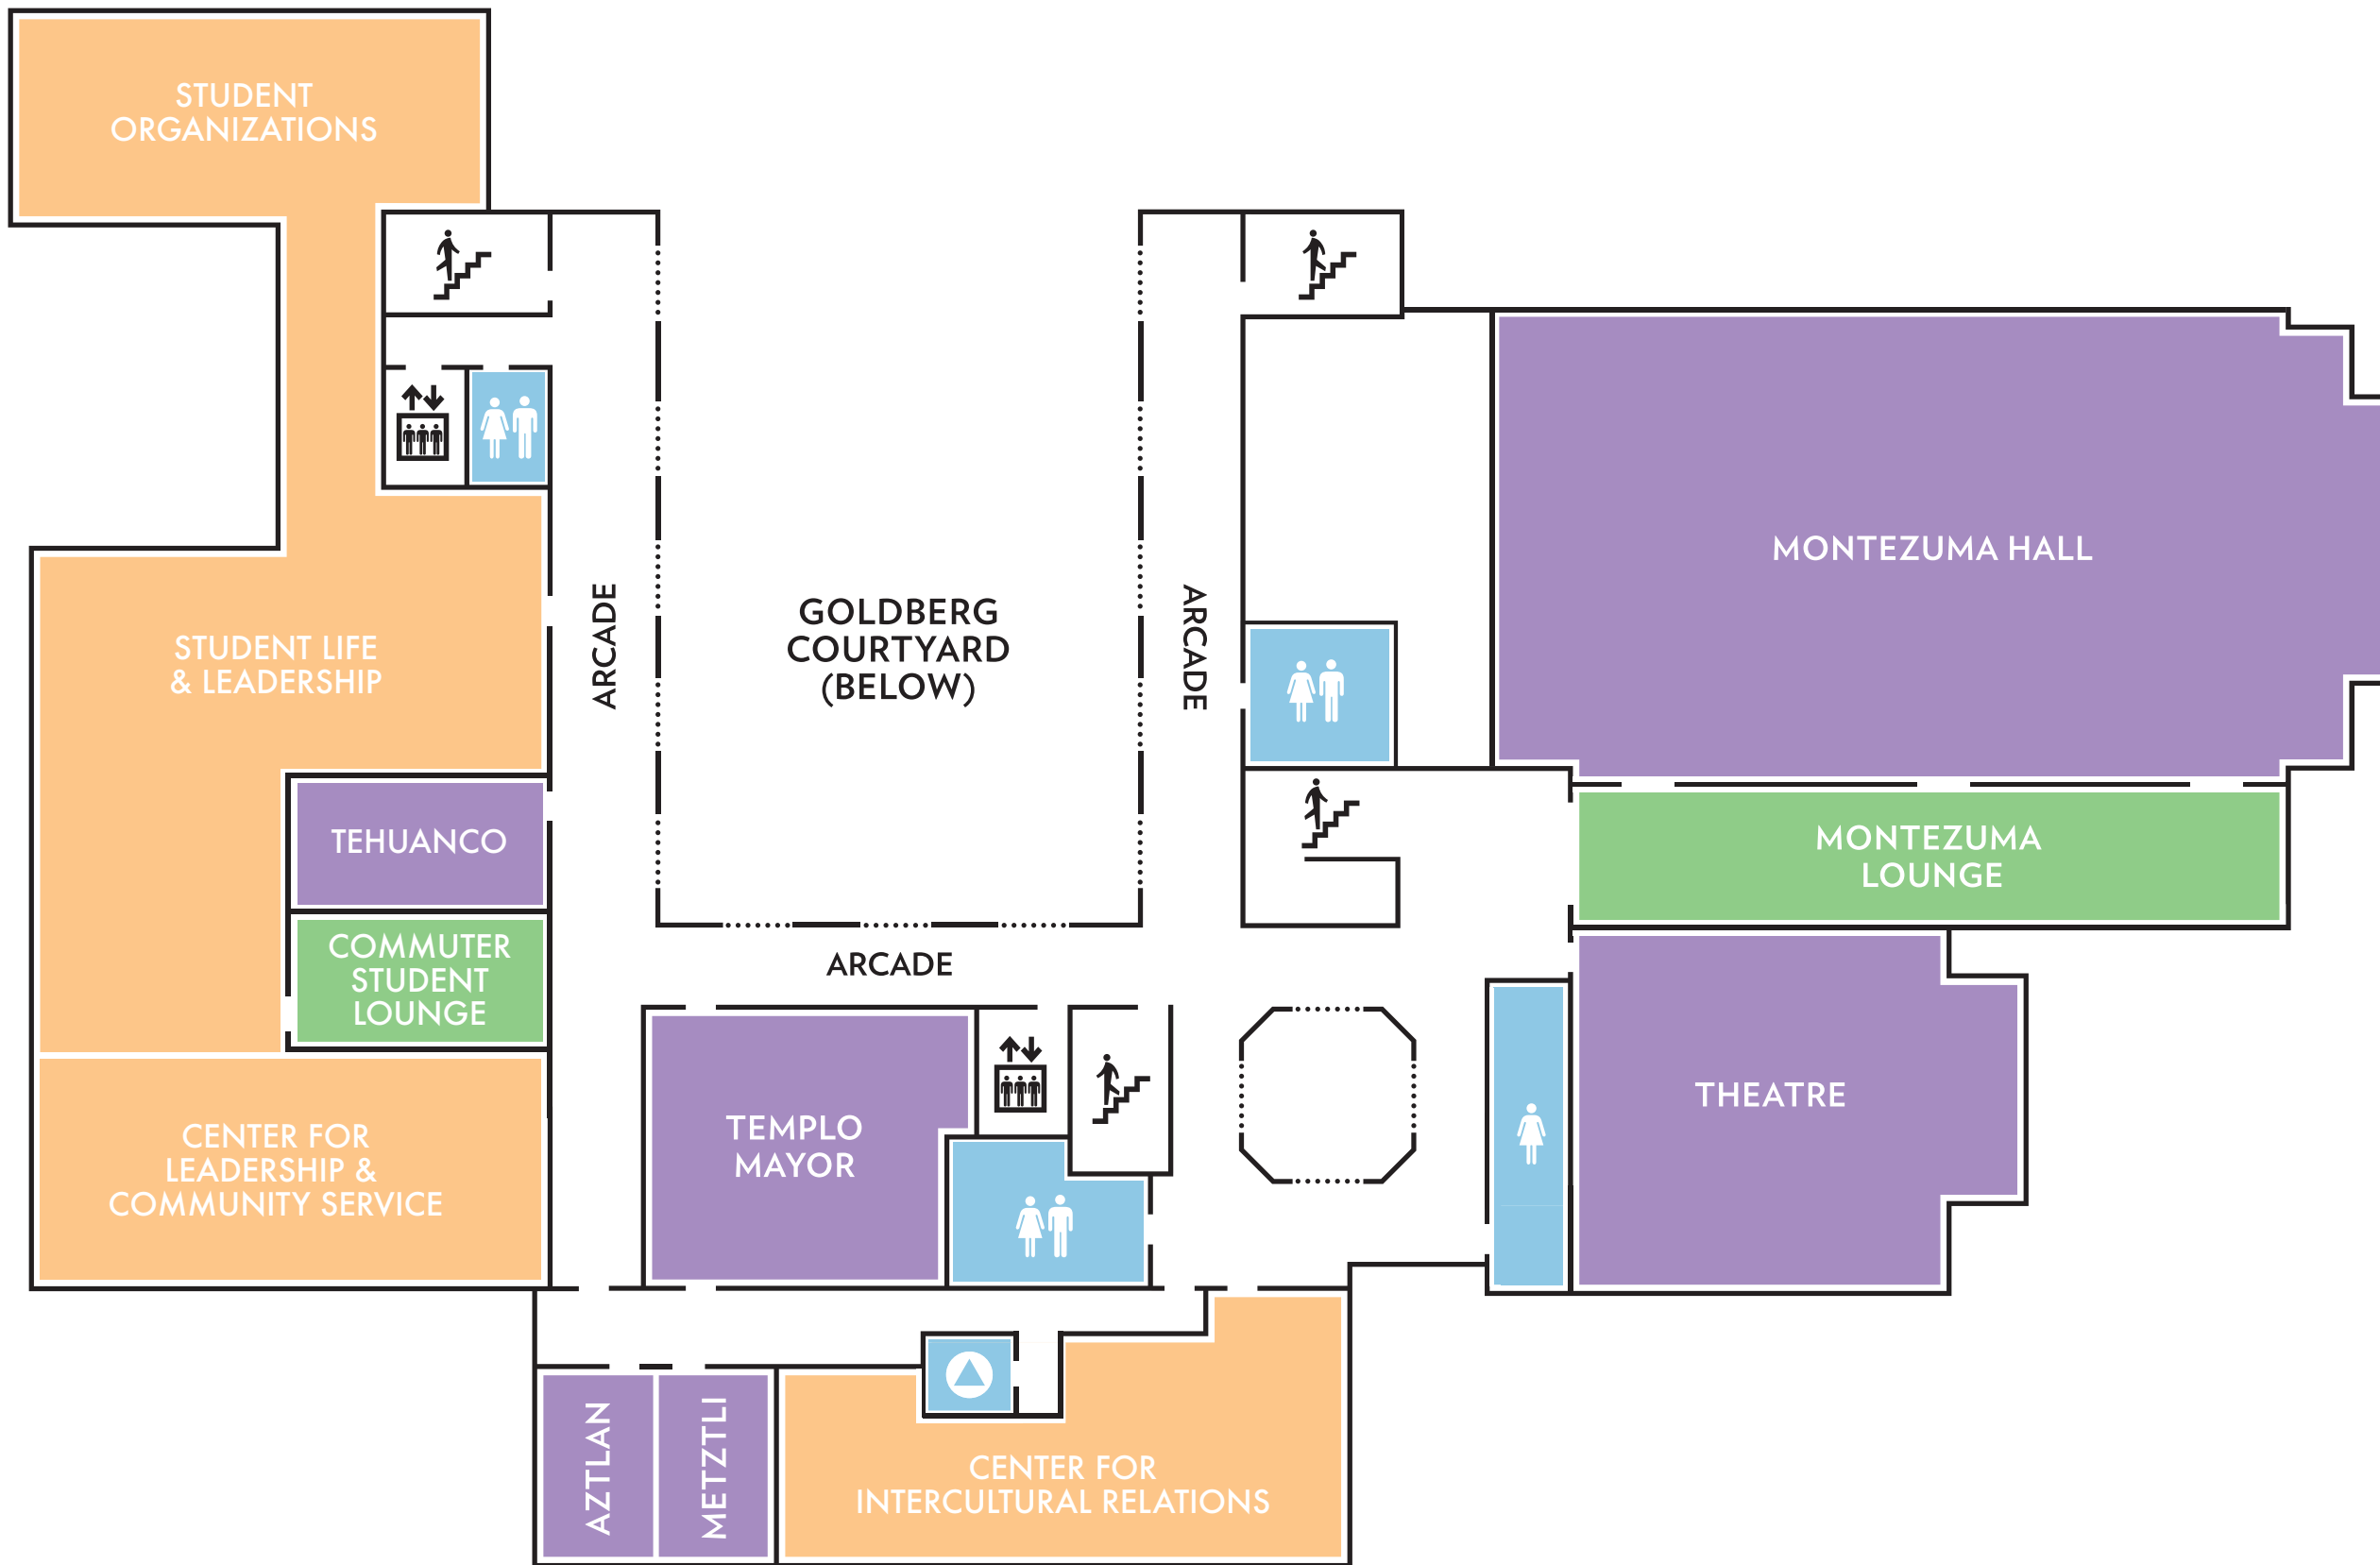 STUDENT
ORGANIZATIONS
STUDENT LIFE
& LEADERSHIP
TEHUANCO
COMMUTER
STUDENT
LOUNGE
CENTER FOR
LEADERSHIP &
COMMUNITY SERVICE
ARCADE
GOLDBERG
COURTYARD
(BELOW)
ARCADE
ARCADE
MONTEZUMA HALL
MONTEZUMA
LOUNGE
THEATRE
TEMPLO
MAYOR
AZTLAN
METZTLI
CENTER FOR
INTERCULTURAL RELATIONS